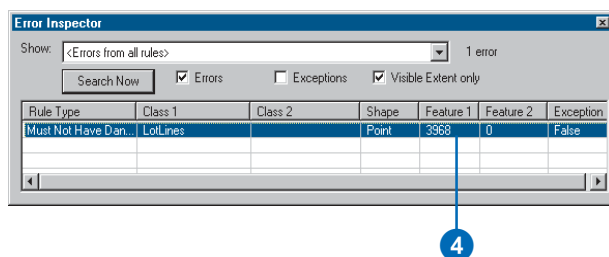 Error Inspector
Show: <Errors from all rules> 1 error
Search Now Errors Exceptions Visible Extent only
Rule Type Class 1 Class 2 Shape Feature 1 Feature 2 Exception
Must Not Have Dan... LotLines Point 3968 0 False
4